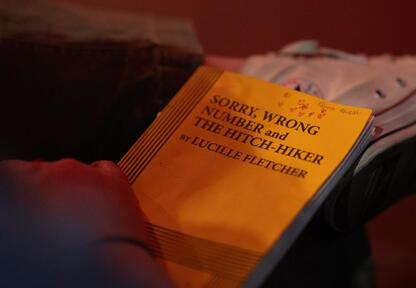 SORRY, WRONG
NUMBER and
THE HITCH-HIKER
BY LUCILLE FLETCHER